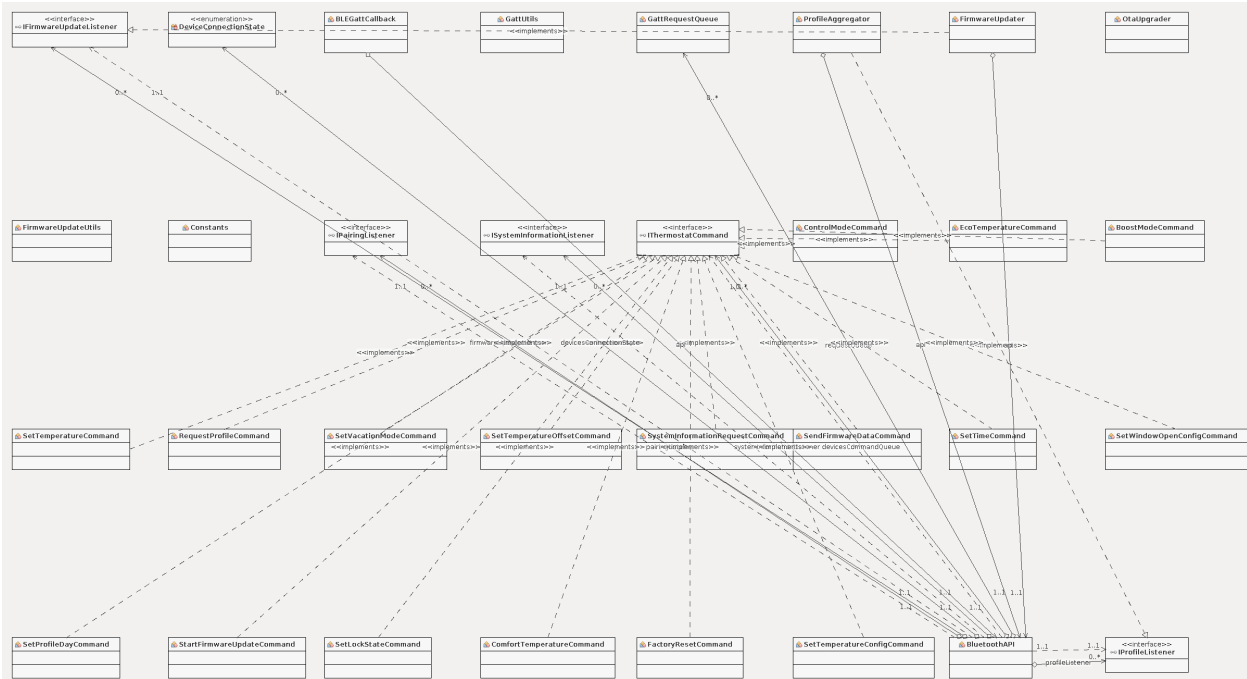 <<interface>>
IFirmwareUpdateListener
<<enumeration>>
DeviceConnectionState
BLEGattCallback
GattUtils
GattRequestQueue
ProfileAggregator
FirmwareUpdater
OtaUpgrader
<<implements>>
0..*
1..1
0..*
0..*
FirmwareUpdateUtils
Constants
<<interface>>
IPairingListener
<<interface>>
ISystemInformationListener
<<interface>>
IThermostatCommand
ControlModeCommand
EcoTemperatureCommand
BoostModeCommand
<<implements>>
<<implements>>
<<implements>>
1..1
0..*
1..1
0..*
<<implements>>
<<implements>>
devicesConnectionState
api
<<implements>>
<<implements>>
api
<<implements>>
SetTemperatureCommand
RequestProfileCommand
SetVacationModeCommand
SetTemperatureOffsetCommand
SystemInformationRequestCommand
SendFirmwareDataCommand
SetTimeCommand
SetWindowOpenConfigCommand
<<implements>>
<<implements>>
<<implements>>
<<implements>>
devicesCommandQueue
1..1
1..1
1..1
1..1
1..1
1..1
1..1
SetProfileDayCommand
StartFirmwareUpdateCommand
SetLockStateCommand
ComfortTemperatureCommand
FactoryResetCommand
SetTemperatureConfigCommand
BluetoothAPI
1..1
1..1
0..*
profileListener
<<interface>>
IProfileListener